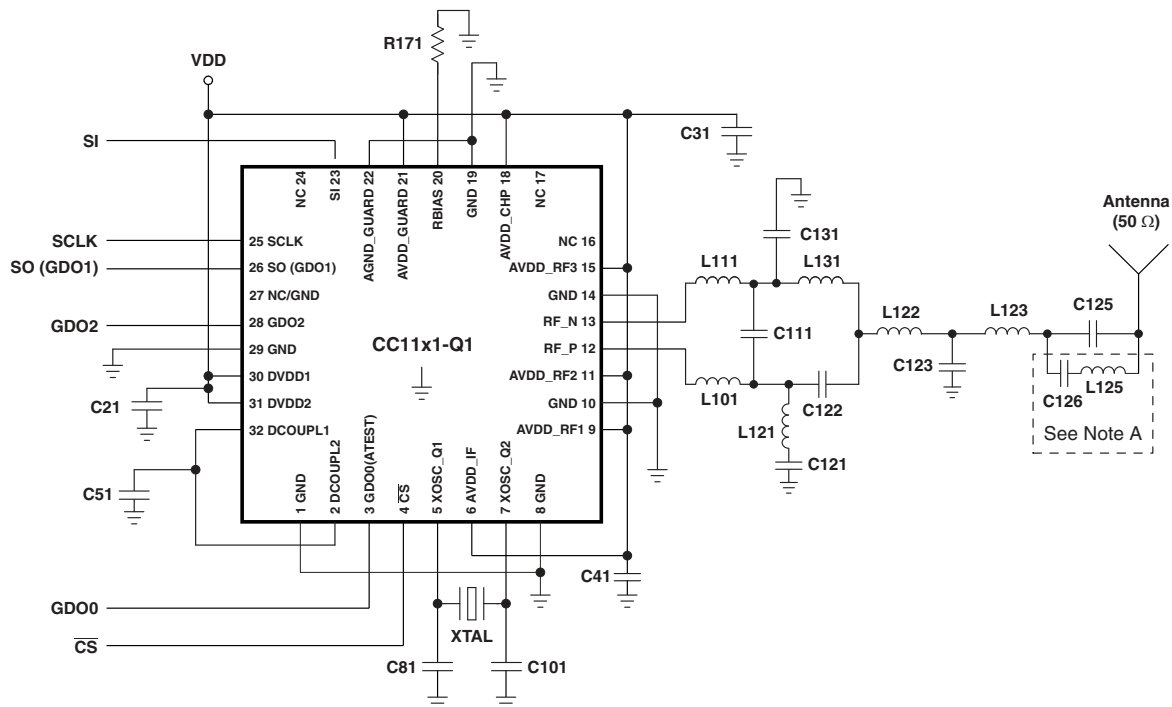 R171
VDD
C31
SI
NC 24
SI 23
AGND_GUARD 22
AVDD_GUARD 21
RBIAS 20
GND 19
AVDD_CHP 18
NC 17
Antenna
(50 Ω)
SCLK
25 SCLK
NC 16
C131
SO (GDO1)
26 SO (GDO1)
AVDD_RF3 15
L111
L131
27 NC/GND
GND 14
L122
L123
C125
GDO2
28 GDO2
RF_N 13
C111
29 GND
CC11x1-Q1
RF_P 12
C123
30 DVDD1
AVDD_RF2 11
L101
C122
C126
L125
C21
31 DVDD2
GND 10
L121
See Note A
32 DCOUPL1
AVDD_RF1 9
C121
C51
1 GND
2 DCOUPL2
3 GDO0(ATEST)
4 C̅S̅
5 XOSC_Q1
6 AVDD_IF
7 XOSC_Q2
8 GND
C41
GDO0
XTAL
C̅S̅
C81
C101